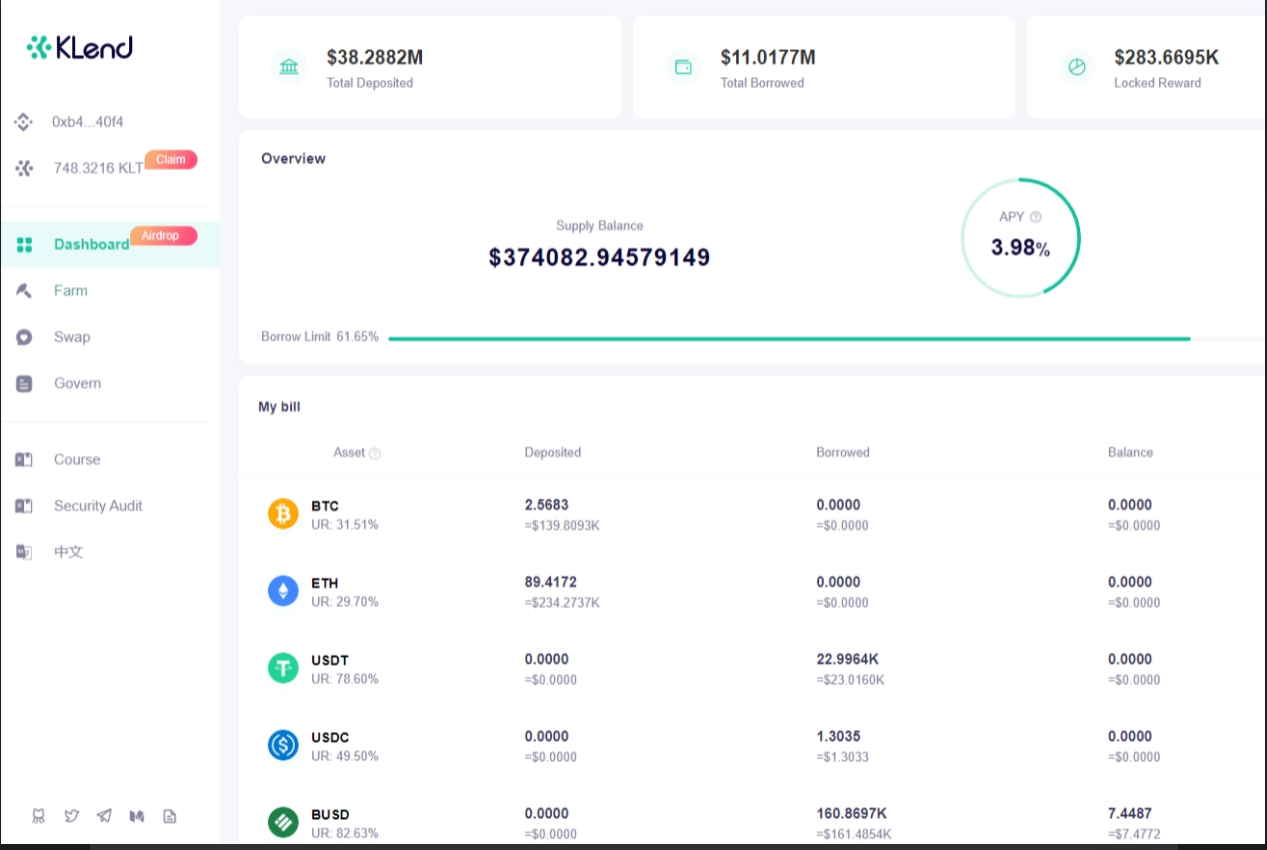 KLend
0xb4...40f4
748.3216 KLT
Claim
Dashboard
Airdrop
Farm
Swap
Govern
Course
Security Audit
中文
$38.2882M
Total Deposited
$11.0177M
Total Borrowed
$283.6695K
Locked Reward
Overview
Supply Balance
$374082.94579149
APY ?
3.98%
Borrow Limit 61.65%
My bill
Asset ? Deposited Borrowed Balance
BTC 2.5683 0.0000 0.0000
UR: 31.51% =$139.8093K =$0.0000 =$0.0000
ETH 89.4172 0.0000 0.0000
UR: 29.70% =$234.2737K =$0.0000 =$0.0000
USDT 0.0000 22.9964K 0.0000
UR: 78.60% =$0.0000 =$23.0160K =$0.0000
USDC 0.0000 1.3035 0.0000
UR: 49.50% =$0.0000 =$1.3033 =$0.0000
BUSD 0.0000 160.8697K 7.4487
UR: 82.63% =$0.0000 =$161.4854K =$7.4772